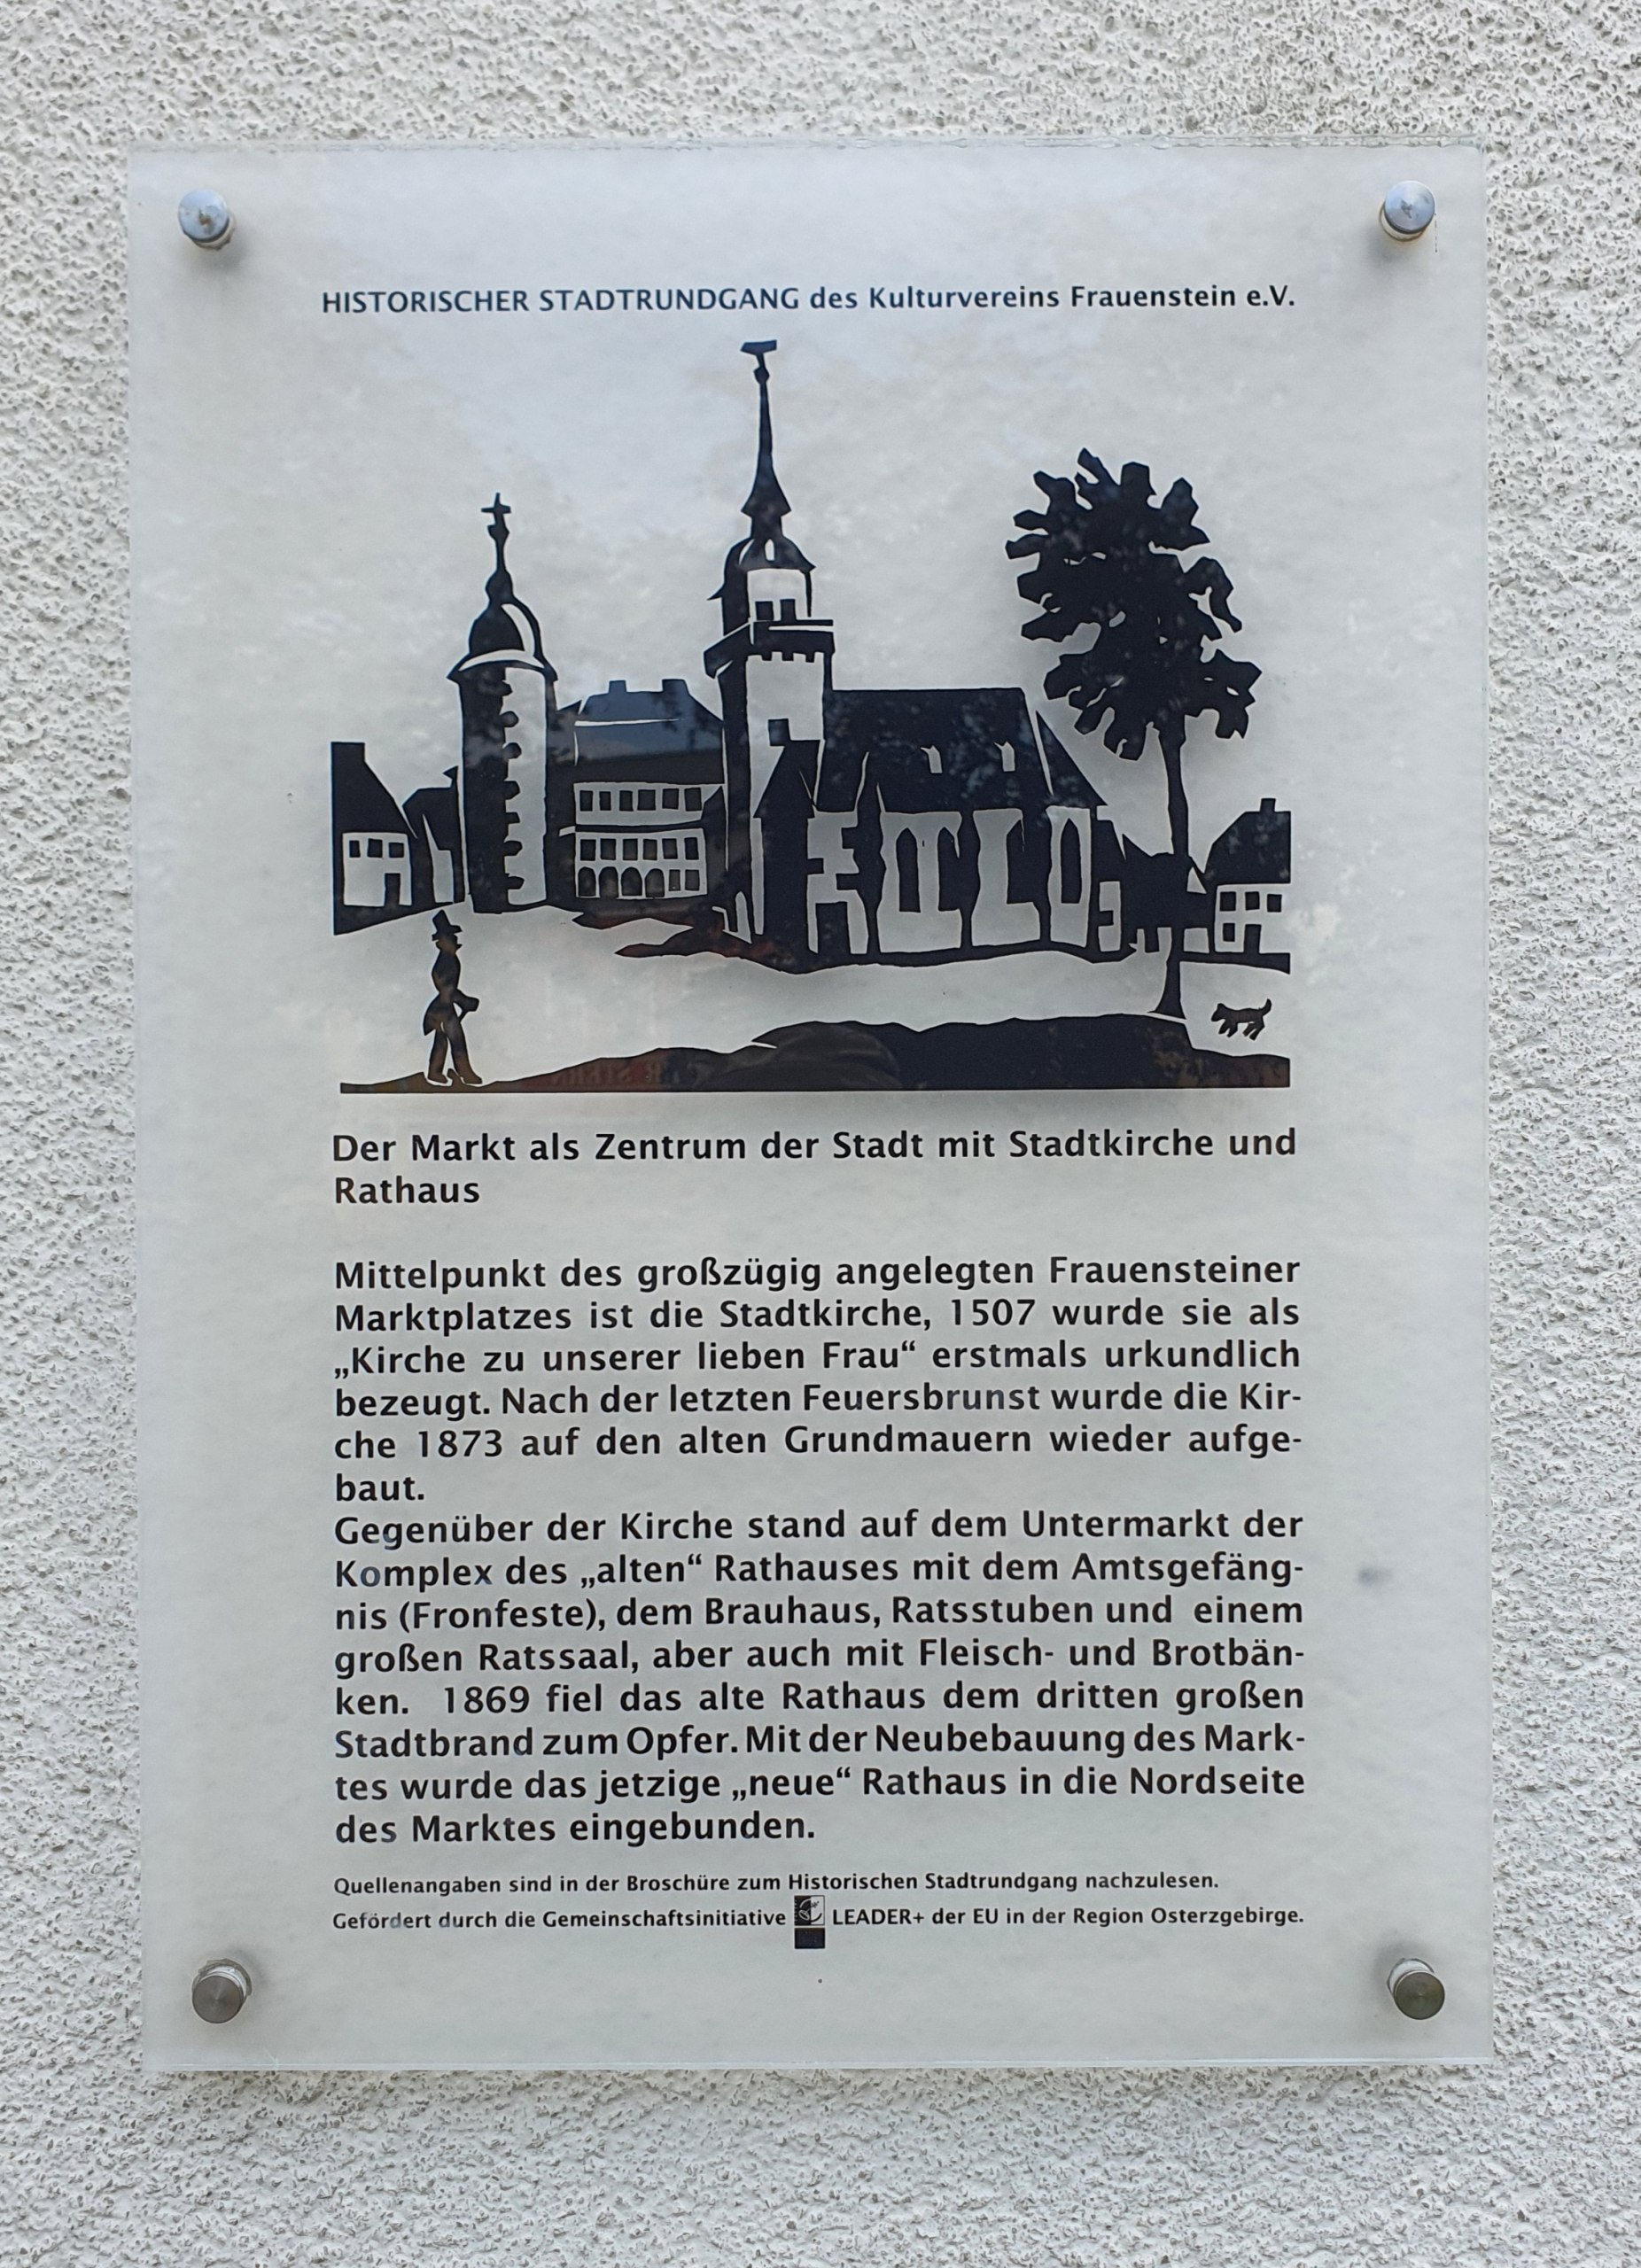 HISTORISCHER STADTRUNDGANG des Kulturvereins Frauenstein e.V.
Der Markt als Zentrum der Stadt mit Stadtkirche und
Rathaus
Mittelpunkt des großzügig angelegten Frauensteiner
Marktplatzes ist die Stadtkirche, 1507 wurde sie als
„Kirche zu unserer lieben Frau“ erstmals urkundlich
bezeugt. Nach der letzten Feuersbrunst wurde die Kir-
che 1873 auf den alten Grundmauern wieder aufge-
baut.
Gegenüber der Kirche stand auf dem Untermarkt der
Komplex des „alten“ Rathauses mit dem Amtsgefäng-
nis (Fronfeste), dem Brauhaus, Ratsstuben und einem
großen Ratssaal, aber auch mit Fleisch- und Brotbän-
ken. 1869 fiel das alte Rathaus dem dritten großen
Stadtbrand zum Opfer. Mit der Neubebauung des Mark-
tes wurde das jetzige „neue“ Rathaus in die Nordseite
des Marktes eingebunden.
Quellenangaben sind in der Broschüre zum Historischen Stadtrundgang nachzulesen.
Gefördert durch die Gemeinschaftsinitiative LEADER+ der EU in der Region Osterzgebirge.